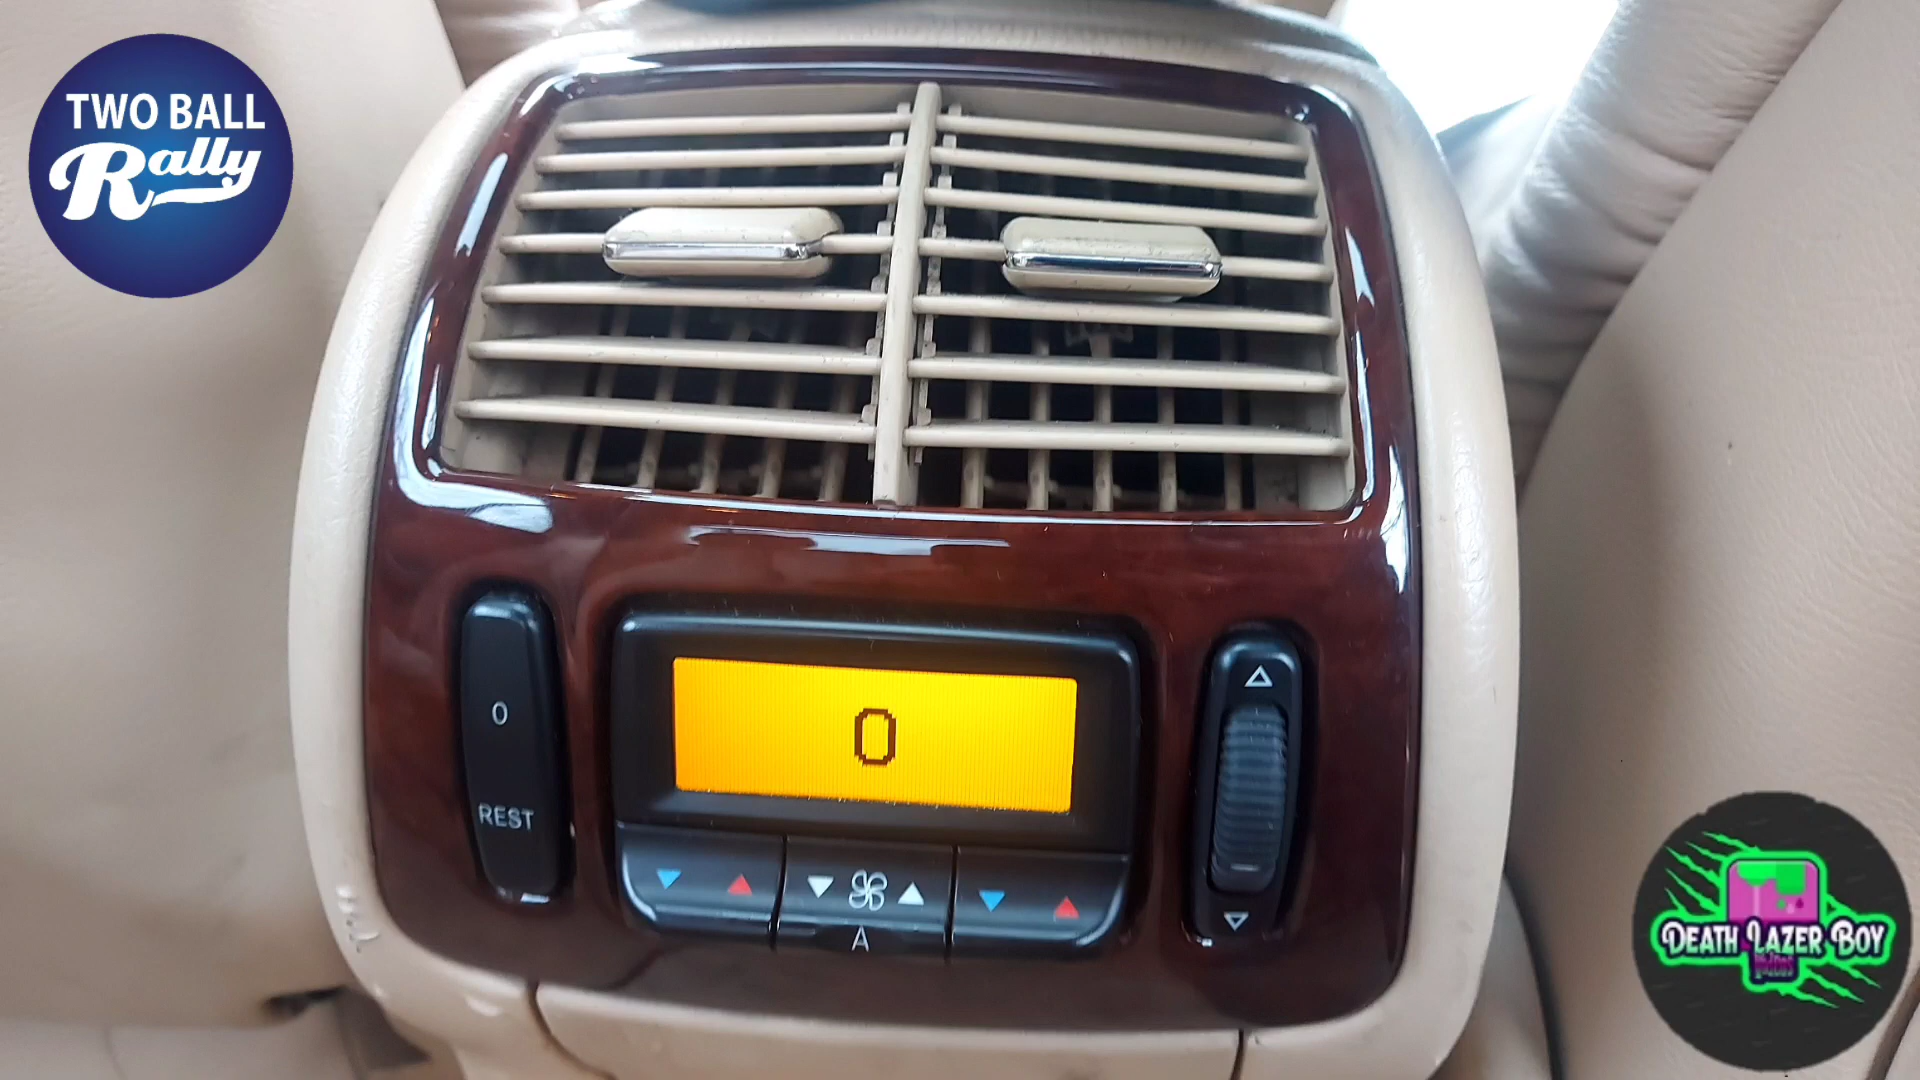 TWO BALL
Rally
0
0
REST
A
DEATH LAZER BOY